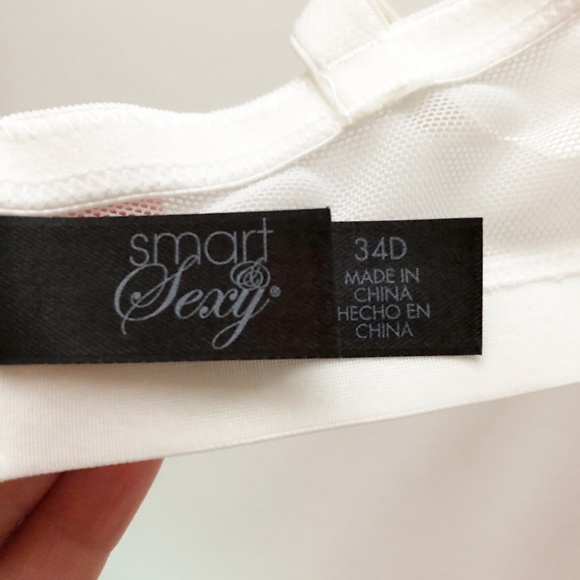 smart
& Sexy®
34D
MADE IN
CHINA
HECHO EN
CHINA